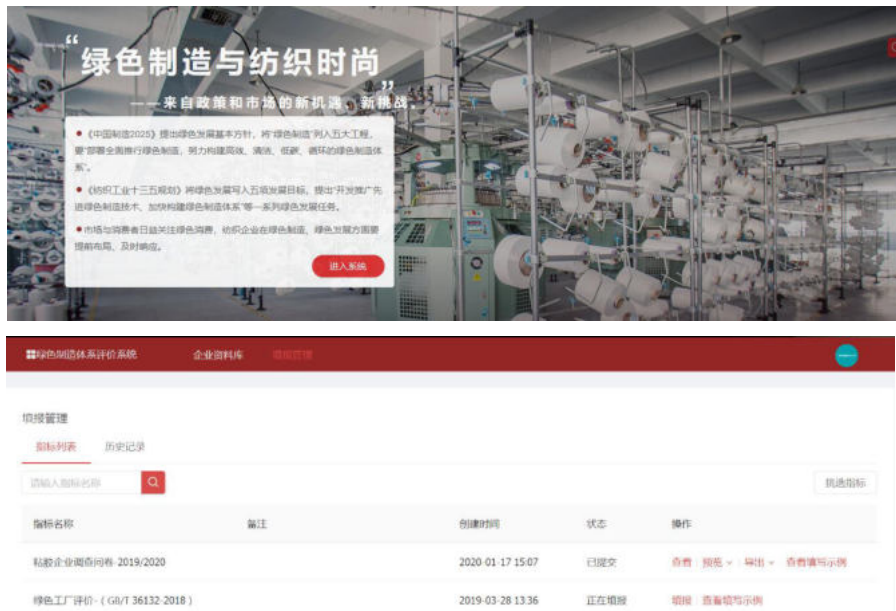 “绿色制造与纺织时尚”
——来自政策和市场的新机遇、新挑战。
● 《中国制造2025》提出绿色发展基本方针，将“绿色制造”列入五大工程，
要“部署全面推行绿色制造，努力构建高效、清洁、低碳、循环的绿色制造体
系”。
● 《纺织工业十三五规划》将绿色发展写入五项发展目标，提出“开发推广先
进绿色制造技术、加快构建绿色制造体系”等一系列绿色发展任务。
● 市场与消费者日益关注绿色消费，纺织企业在绿色制造、绿色发展方面要
提前布局、及时响应。
进入系统
绿色制造体系评价系统 企业资料库 填报管理
填报管理
指标列表 历史记录
请输入指标名称 挑选指标
指标名称 备注 创建时间 状态 操作
粘胶企业调查问卷-2019/2020 2020-01-17 15:07 已提交 查看 预览 导出 查看填写示例
绿色工厂评价-（GB/T 36132-2018） 2019-03-28 13:36 正在填报 填报 查看填写示例